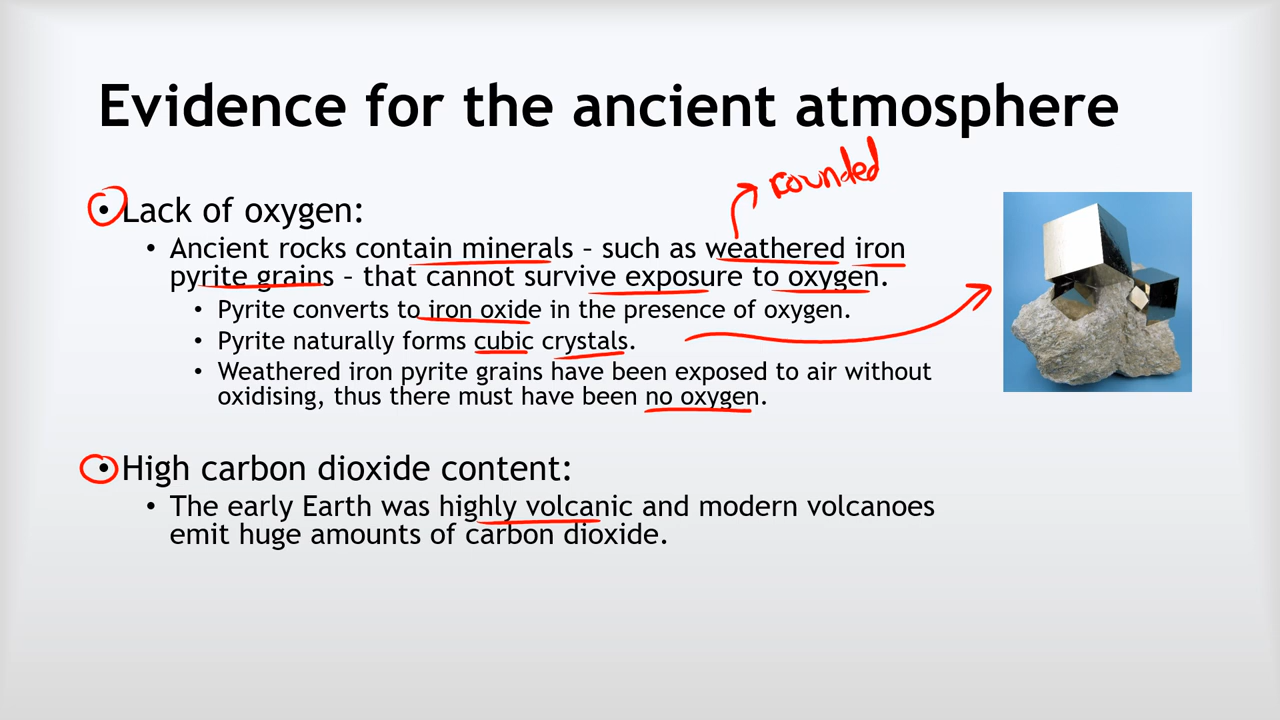 Evidence for the ancient atmosphere
rounded
• Lack of oxygen:
• Ancient rocks contain minerals – such as weathered iron
pyrite grains – that cannot survive exposure to oxygen.
• Pyrite converts to iron oxide in the presence of oxygen.
• Pyrite naturally forms cubic crystals.
• Weathered iron pyrite grains have been exposed to air without
oxidising, thus there must have been no oxygen.
• High carbon dioxide content:
• The early Earth was highly volcanic and modern volcanoes
emit huge amounts of carbon dioxide.